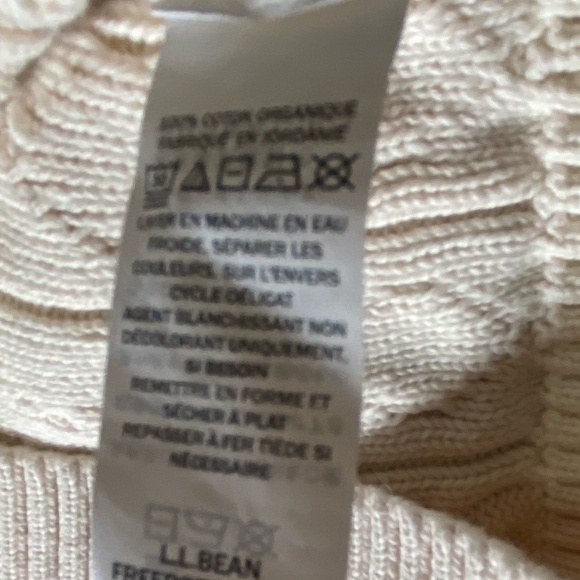 100% COTON ORGANIQUE
FABRIQUÉ EN JORDANIE
30
LAVER EN MACHINE EN EAU
FROIDE, SÉPARER LES
COULEURS, SUR L'ENVERS
CYCLE DÉLICAT
AGENT BLANCHISSANT NON
DÉCOLORANT UNIQUEMENT,
SI BESOIN
REMETTRE EN FORME ET
SÉCHER À PLAT
REPASSER À FER TIÈDE SI
NÉCESSAIRE
L.L.BEAN